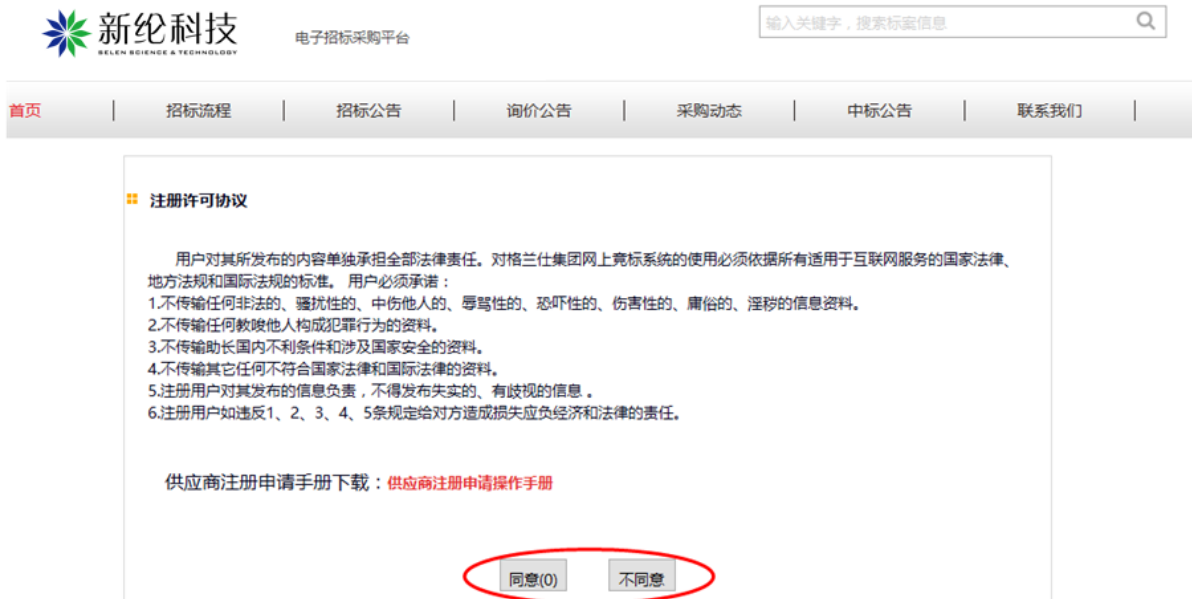 新纶科技
SELEN SCIENCE & TECHNOLOGY
电子招标采购平台
输入关键字，搜索标案信息
首页 | 招标流程 | 招标公告 | 询价公告 | 采购动态 | 中标公告 | 联系我们 |
注册许可协议
用户对其所发布的内容单独承担全部法律责任。对格兰仕集团网上竞标系统的使用必须依据所有适用于互联网服务的国家法律、
地方法规和国际法规的标准。 用户必须承诺：
1.不传输任何非法的、骚扰性的、中伤他人的、辱骂性的、恐吓性的、伤害性的、庸俗的、淫秽的信息资料。
2.不传输任何教唆他人构成犯罪行为的资料。
3.不传输助长国内不利条件和涉及国家安全的资料。
4.不传输其它任何不符合国家法律和国际法律的资料。
5.注册用户对其发布的信息负责，不得发布失实的、有歧视的信息 。
6.注册用户如违反1、2、3、4、5条规定给对方造成损失应负经济和法律的责任。
供应商注册申请手册下载：供应商注册申请操作手册
同意(0) 不同意